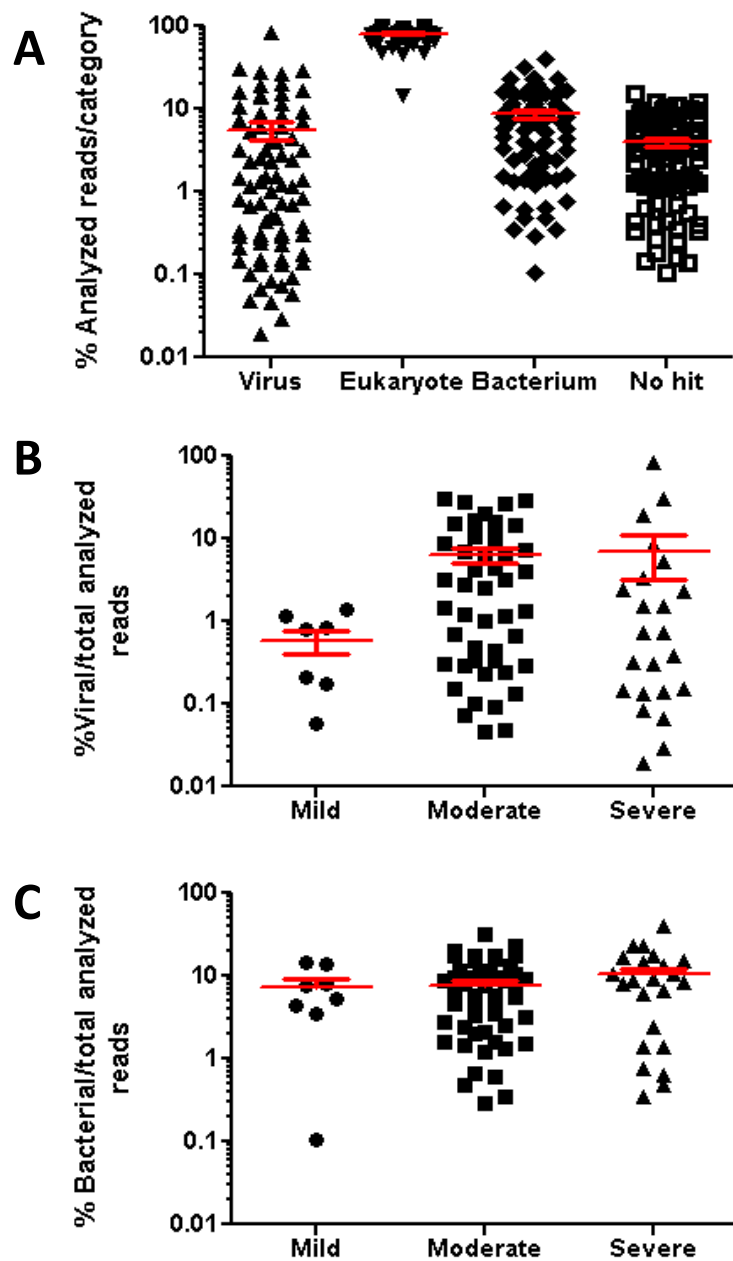 A
% Analyzed reads/category
100
10
1
0.1
0.01
Virus Eukaryote Bacterium No hit
B
%Viral/total analyzed
reads
100
10
1
0.1
0.01
Mild Moderate Severe
C
% Bacterial/total analyzed
reads
100
10
1
0.1
0.01
Mild Moderate Severe